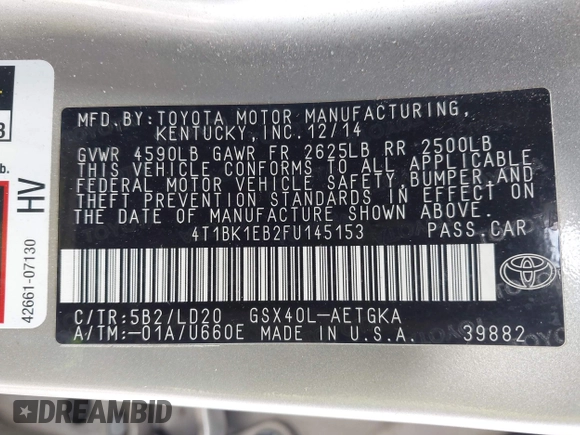 MFD.BY:TOYOTA MOTOR MANUFACTURING,
KENTUCKY,INC.12/14
GVWR 4590LB GAWR FR 2625LB RR 2500LB
THIS VEHICLE CONFORMS TO ALL APPLICABLE
FEDERAL MOTOR VEHICLE SAFETY,BUMPER,AND
THEFT PREVENTION STANDARDS IN EFFECT ON
THE DATE OF MANUFACTURE SHOWN ABOVE.
4T1BK1EB2FU145153 PASS.CAR
C/TR:5B2/LD20 GSX40L-AETGKA
A/TM:-01A/U660E MADE IN U.S.A. 39882
b.
HV
42661-07130
DREAMBID